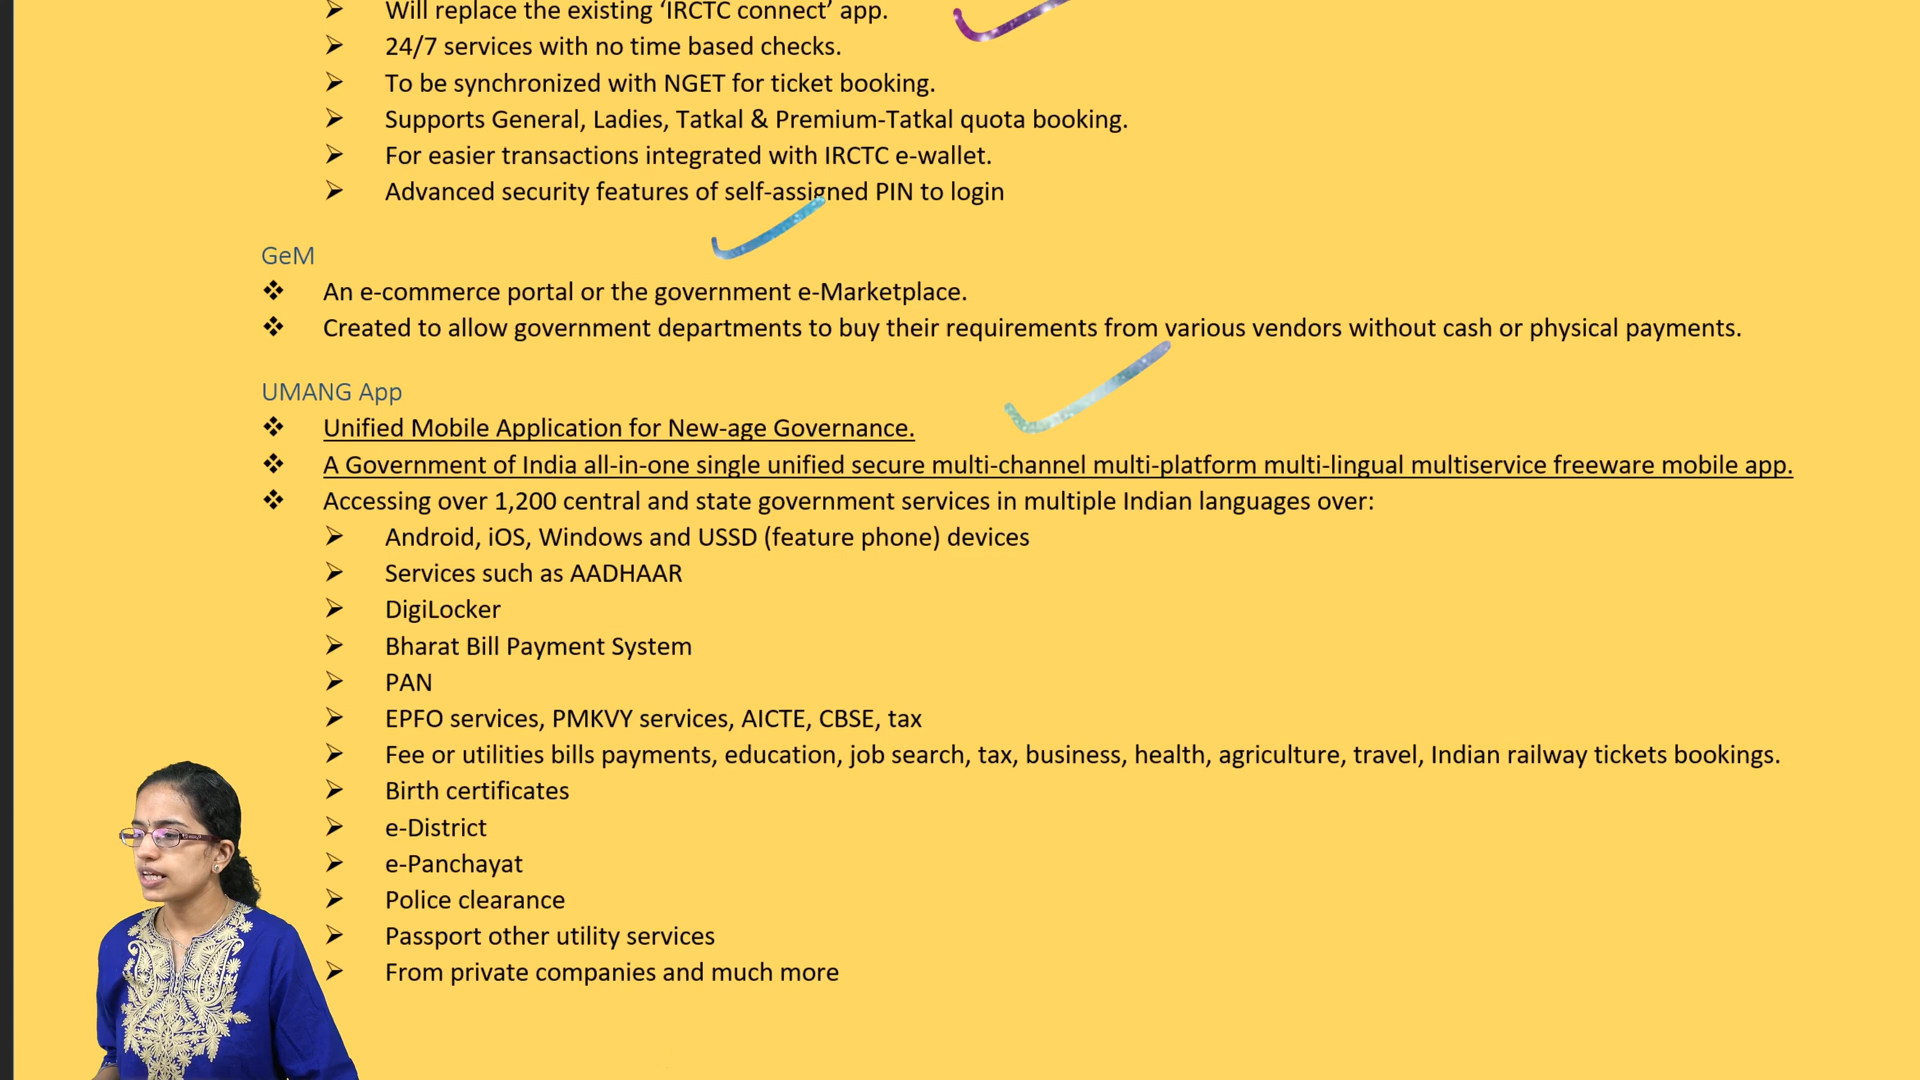 Will replace the existing ‘IRCTC connect’ app.
24/7 services with no time based checks.
To be synchronized with NGET for ticket booking.
Supports General, Ladies, Tatkal & Premium-Tatkal quota booking.
For easier transactions integrated with IRCTC e-wallet.
Advanced security features of self-assigned PIN to login
GeM
An e-commerce portal or the government e-Marketplace.
Created to allow government departments to buy their requirements from various vendors without cash or physical payments.
UMANG App
Unified Mobile Application for New-age Governance.
A Government of India all-in-one single unified secure multi-channel multi-platform multi-lingual multiservice freeware mobile app.
Accessing over 1,200 central and state government services in multiple Indian languages over:
Android, iOS, Windows and USSD (feature phone) devices
Services such as AADHAAR
DigiLocker
Bharat Bill Payment System
PAN
EPFO services, PMKVY services, AICTE, CBSE, tax
Fee or utilities bills payments, education, job search, tax, business, health, agriculture, travel, Indian railway tickets bookings.
Birth certificates
e-District
e-Panchayat
Police clearance
Passport other utility services
From private companies and much more